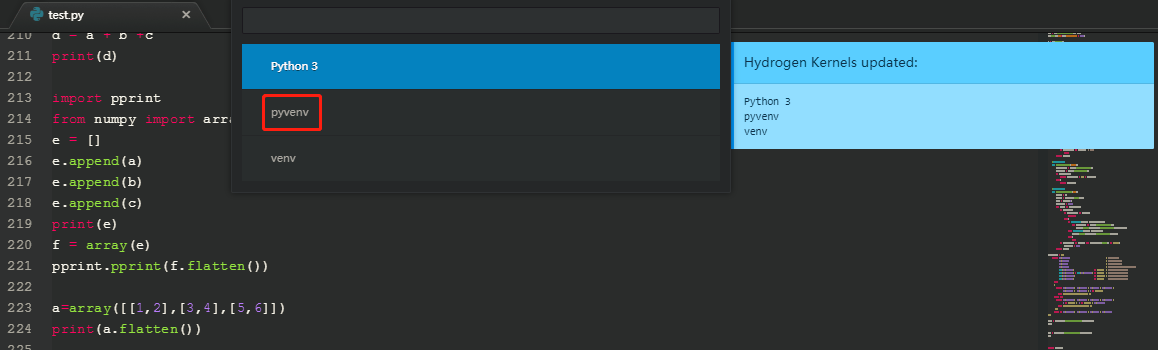 test.py
210 d = a + b +c
211 print(d)
212
213 import pprint
214 from numpy import arra
215 e = []
216 e.append(a)
217 e.append(b)
218 e.append(c)
219 print(e)
220 f = array(e)
221 pprint.pprint(f.flatten())
222
223 a=array([[1,2],[3,4],[5,6]])
224 print(a.flatten())
225
Python 3
pyvenv
venv
Hydrogen Kernels updated:
Python 3
pyvenv
venv